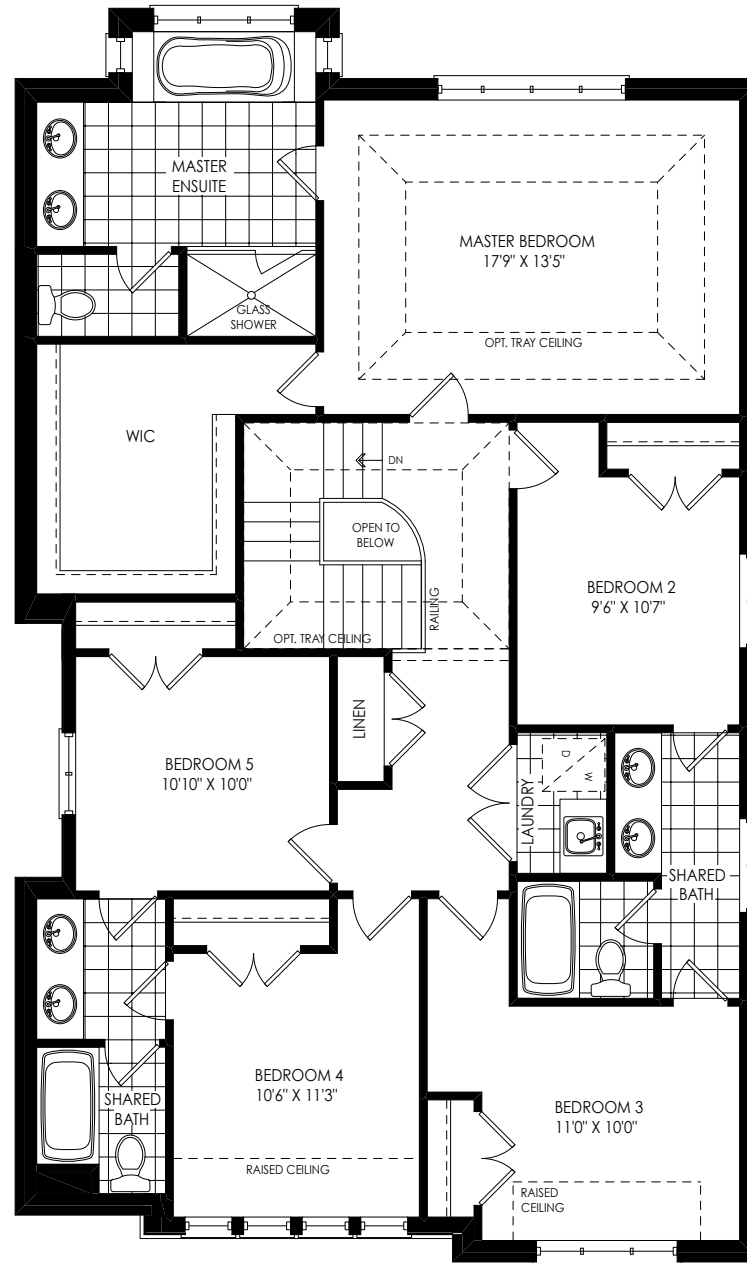 MASTER
ENSUITE
MASTER BEDROOM
17'9" X 13'5"
GLASS
SHOWER
OPT. TRAY CEILING
WIC
DN
OPEN TO
BELOW
RAILING
OPT. TRAY CEILING
BEDROOM 2
9'6" X 10'7"
LINEN
BEDROOM 5
10'10" X 10'0"
D
W
LAUNDRY
SHARED
BATH
BEDROOM 4
10'6" X 11'3"
SHARED
BATH
BEDROOM 3
11'0" X 10'0"
RAISED CEILING
RAISED
CEILING